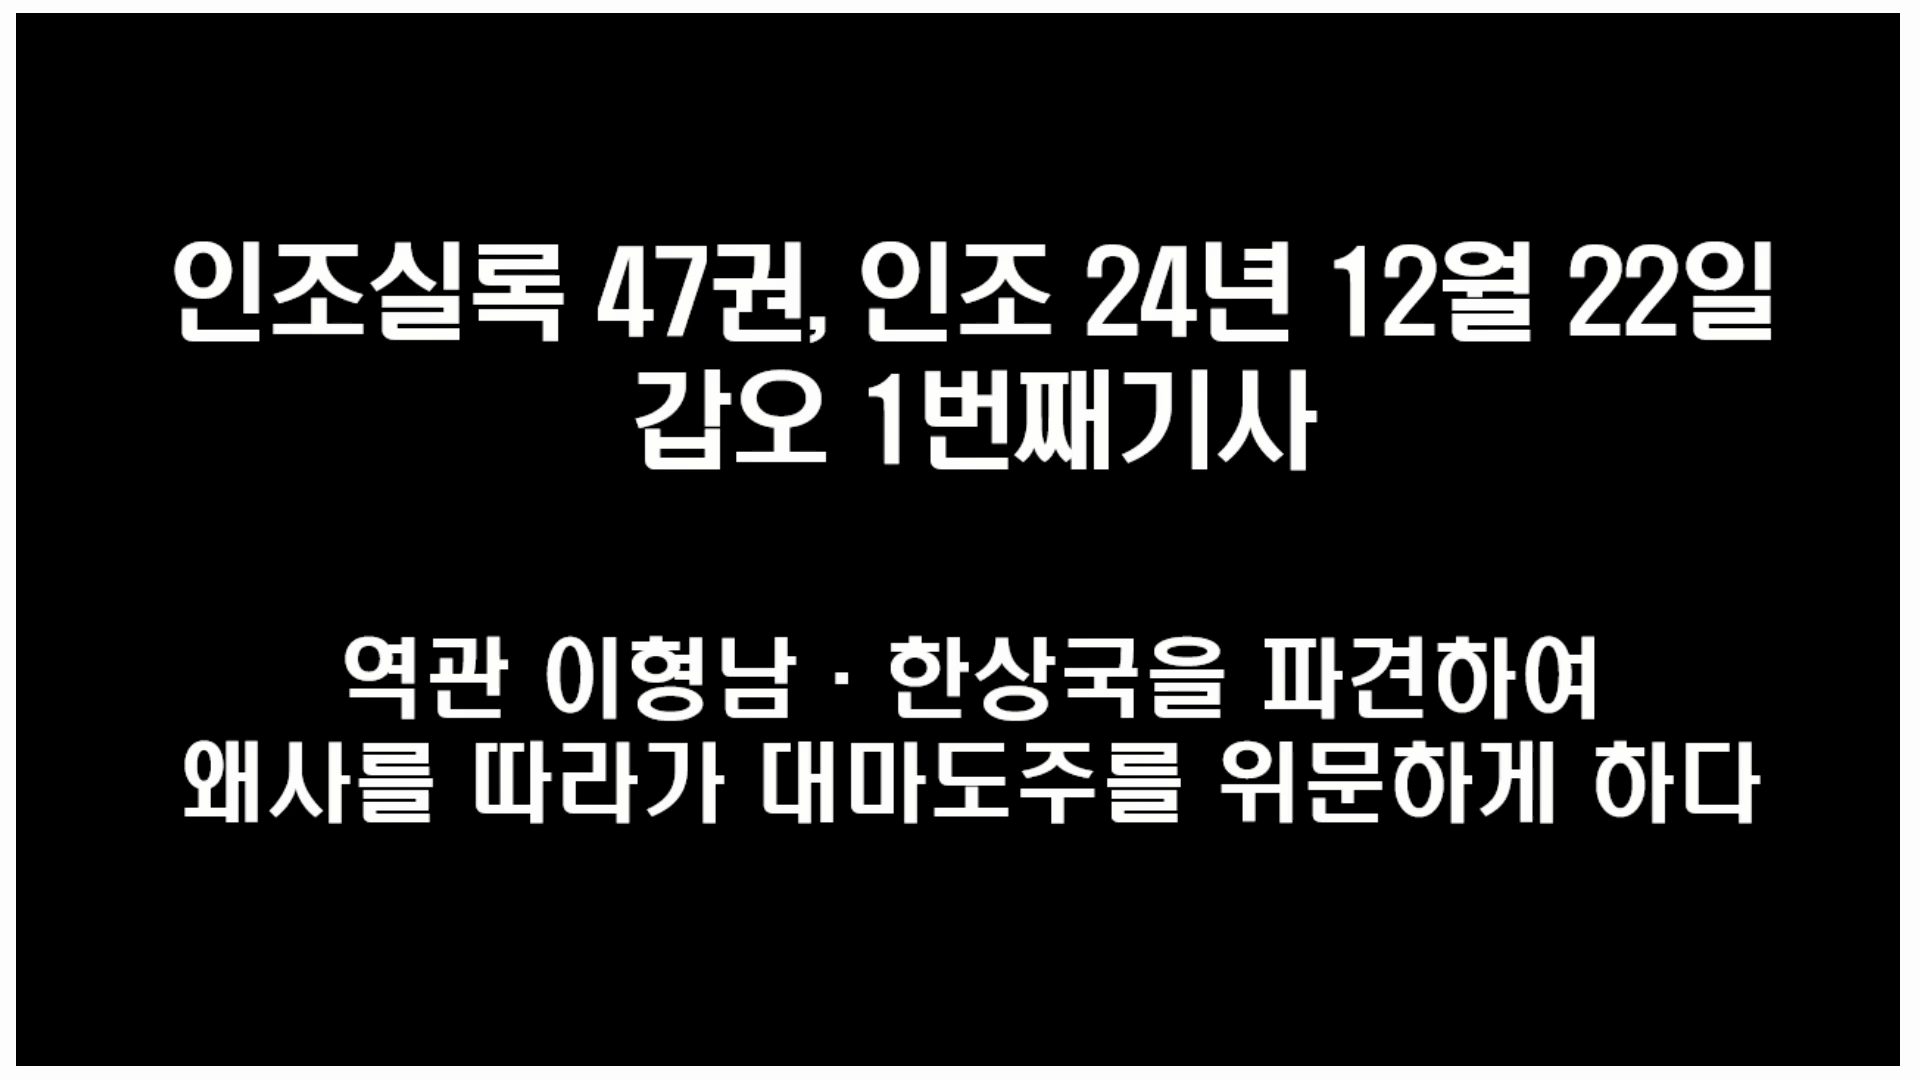 인조실록 47권, 인조 24년 12월 22일
갑오 1번째기사
역관 이형남 · 한상국을 파견하여
왜사를 따라가 대마도주를 위문하게 하다